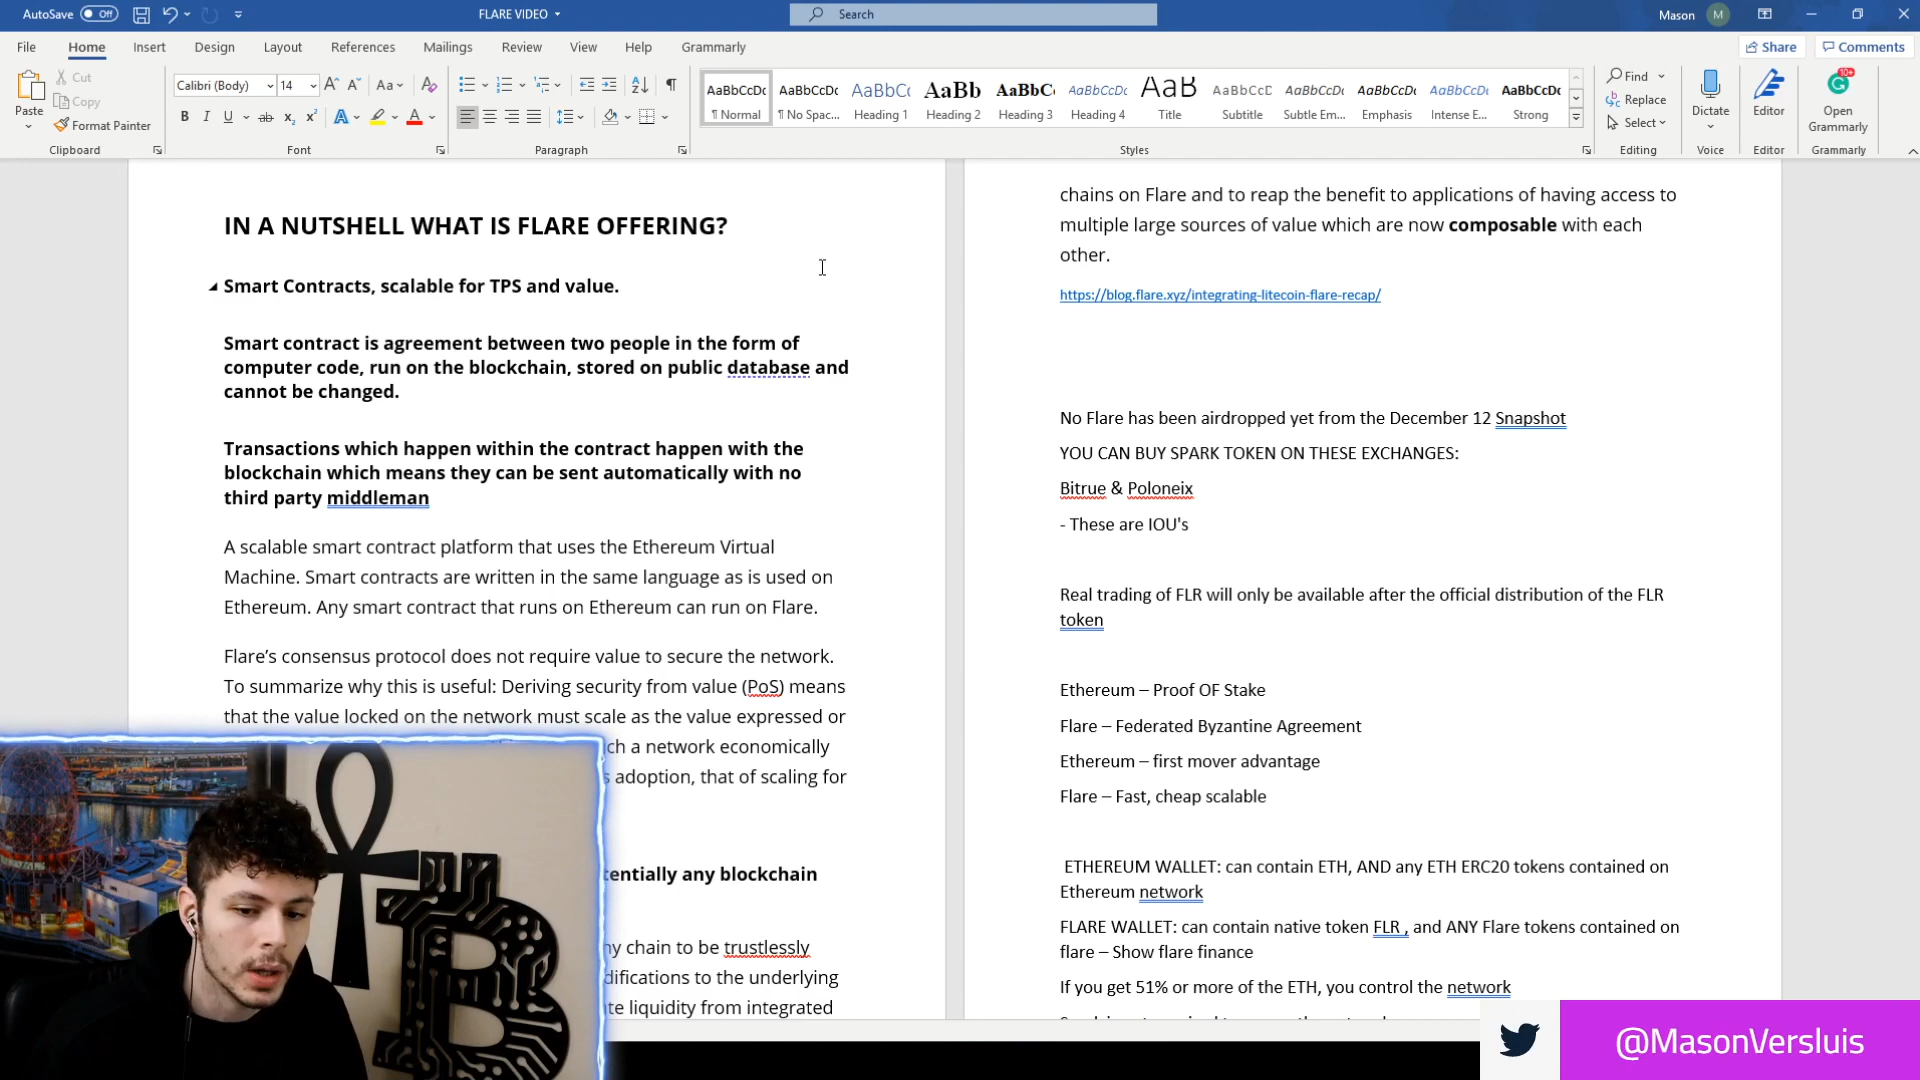 AutoSave Off FLARE VIDEO Search Mason M
File Home Insert Design Layout References Mailings Review View Help Grammarly Share Comments
Paste Cut Copy Format Painter
Calibri (Body) 14
AaBbCcDc AaBbCcDc AaBbCc AaBb AaBbC AaBbCcDc AaB AaBbCcD AaBbCcDc AaBbCcDc AaBbCcDc AaBbCcDc
¶ Normal ¶ No Spac... Heading 1 Heading 2 Heading 3 Heading 4 Title Subtitle Subtle Em... Emphasis Intense E... Strong
Find Replace Select
Dictate Editor Open Grammarly
Clipboard Font Paragraph Styles Editing Voice Editor Grammarly
IN A NUTSHELL WHAT IS FLARE OFFERING?
Smart Contracts, scalable for TPS and value.
Smart contract is agreement between two people in the form of
computer code, run on the blockchain, stored on public database and
cannot be changed.
Transactions which happen within the contract happen with the
blockchain which means they can be sent automatically with no
third party middleman
A scalable smart contract platform that uses the Ethereum Virtual
Machine. Smart contracts are written in the same language as is used on
Ethereum. Any smart contract that runs on Ethereum can run on Flare.
Flare's consensus protocol does not require value to secure the network.
To summarize why this is useful: Deriving security from value (PoS) means
that the value locked on the network must scale as the value expressed or
ch a network economically
s adoption, that of scaling for
tentially any blockchain
ny chain to be trustlessly
difications to the underlying
te liquidity from integrated
chains on Flare and to reap the benefit to applications of having access to
multiple large sources of value which are now composable with each
other.
https://blog.flare.xyz/integrating-litecoin-flare-recap/
No Flare has been airdropped yet from the December 12 Snapshot
YOU CAN BUY SPARK TOKEN ON THESE EXCHANGES:
Bitrue & Poloneix
- These are IOU's
Real trading of FLR will only be available after the official distribution of the FLR
token
Ethereum – Proof OF Stake
Flare – Federated Byzantine Agreement
Ethereum – first mover advantage
Flare – Fast, cheap scalable
ETHEREUM WALLET: can contain ETH, AND any ETH ERC20 tokens contained on
Ethereum network
FLARE WALLET: can contain native token FLR , and ANY Flare tokens contained on
flare – Show flare finance
If you get 51% or more of the ETH, you control the network
@MasonVersluis